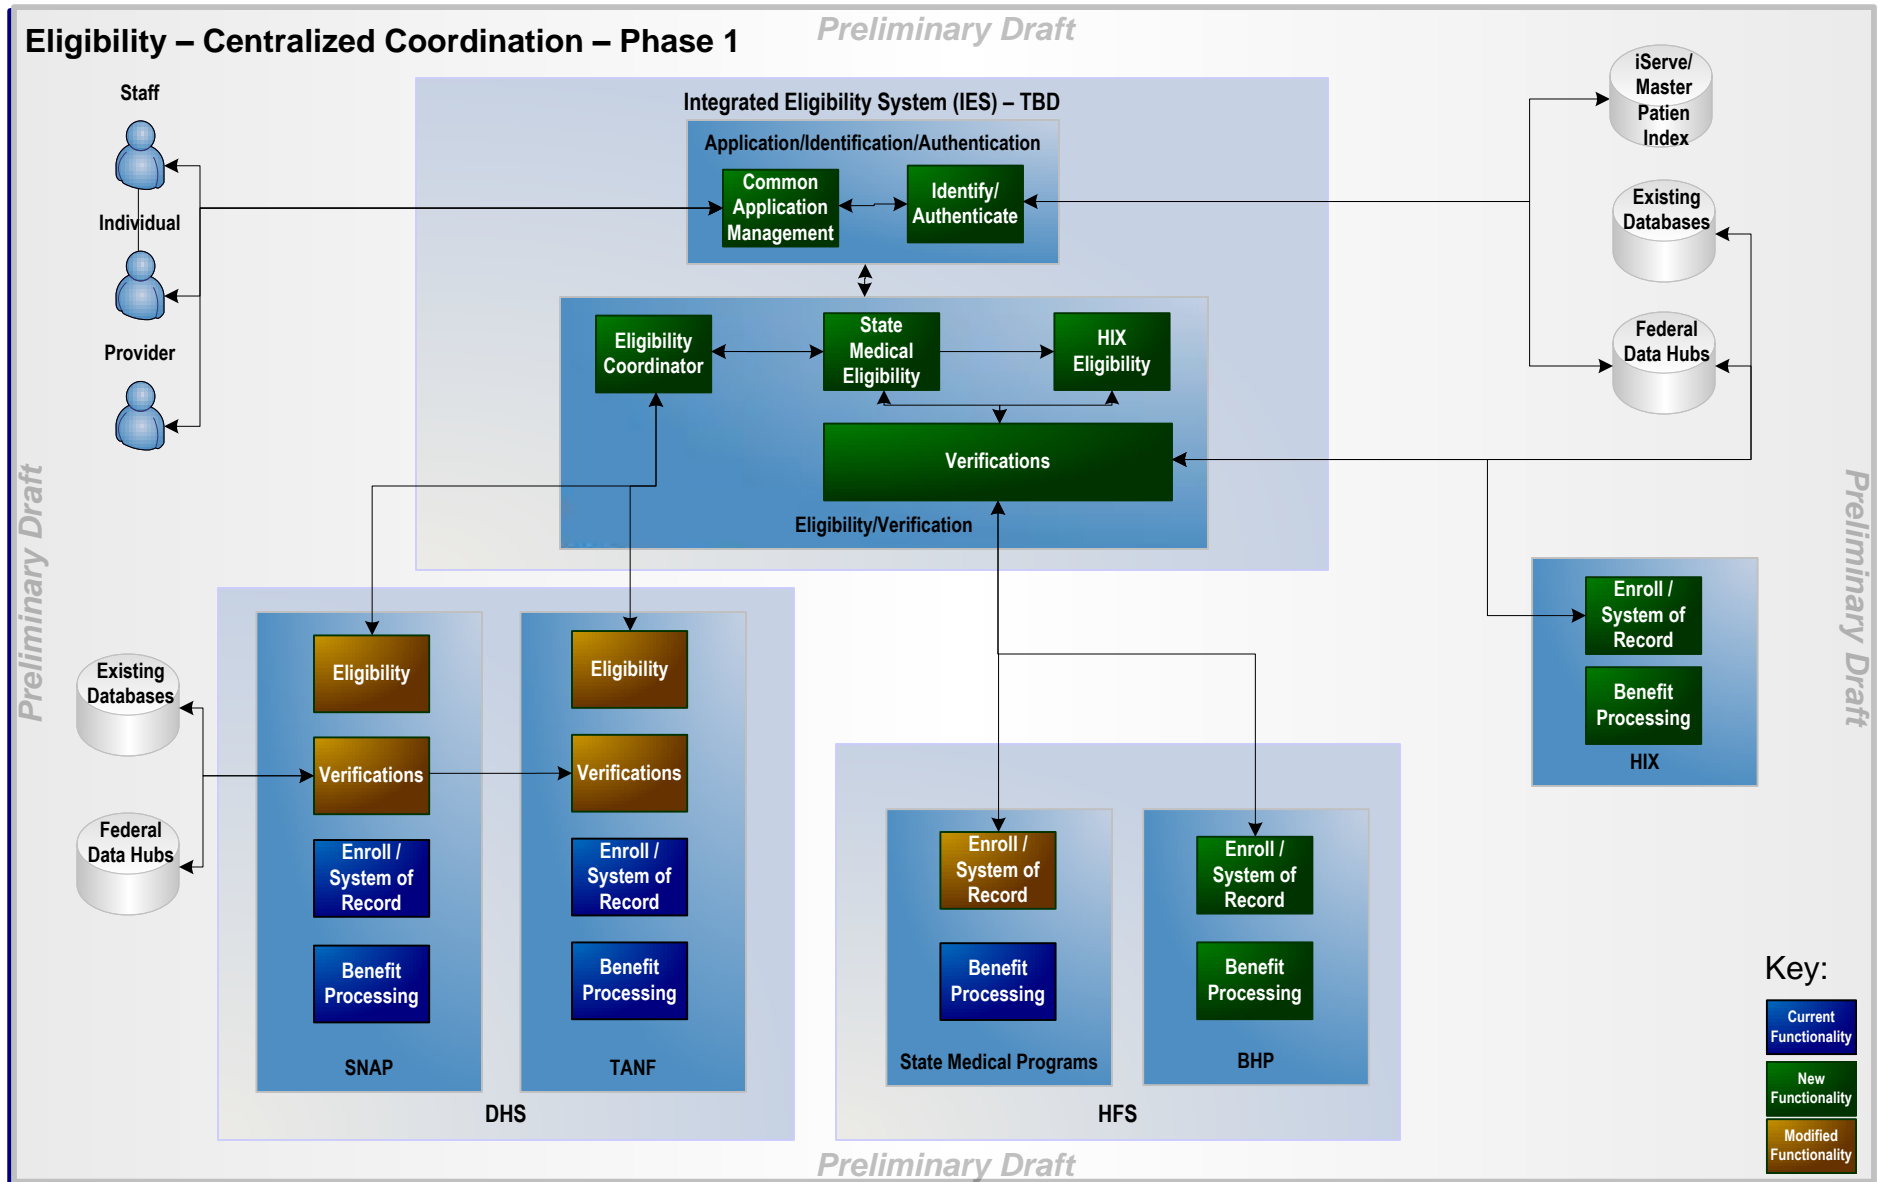 Preliminary Draft
Eligibility – Centralized Coordination – Phase 1
Staff
Individual
Provider
Integrated Eligibility System (IES) – TBD
Application/Identification/Authentication
Common
Application
Management
Identify/
Authenticate
iServe/
Master
Patien
Index
Existing
Databases
Federal
Data Hubs
Eligibility
Coordinator
State
Medical
Eligibility
HIX
Eligibility
Verifications
Eligibility/Verification
Preliminary Draft
Preliminary Draft
Existing
Databases
Federal
Data Hubs
Eligibility
Verifications
Enroll /
System of
Record
Benefit
Processing
SNAP
Eligibility
Verifications
Enroll /
System of
Record
Benefit
Processing
TANF
DHS
Enroll /
System of
Record
Benefit
Processing
State Medical Programs
Enroll /
System of
Record
Benefit
Processing
BHP
HFS
Enroll /
System of
Record
Benefit
Processing
HIX
Key:
Current
Functionality
New
Functionality
Modified
Functionality
Preliminary Draft